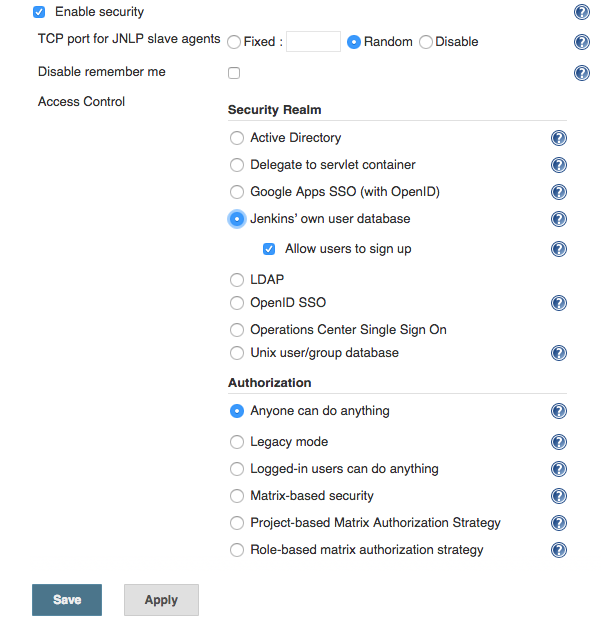 Enable security
TCP port for JNLP slave agents Fixed : Random Disable
Disable remember me
Access Control
Security Realm
Active Directory
Delegate to servlet container
Google Apps SSO (with OpenID)
Jenkins’ own user database
Allow users to sign up
LDAP
OpenID SSO
Operations Center Single Sign On
Unix user/group database
Authorization
Anyone can do anything
Legacy mode
Logged-in users can do anything
Matrix-based security
Project-based Matrix Authorization Strategy
Role-based matrix authorization strategy
Save Apply